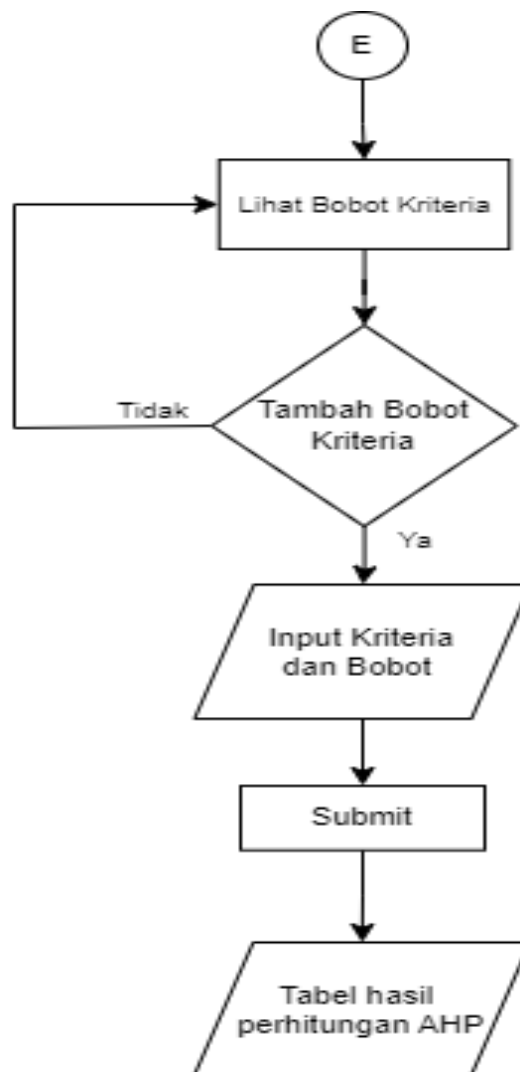 E
Lihat Bobot Kriteria
Tidak
Tambah Bobot
Kriteria
Ya
Input Kriteria
dan Bobot
Submit
Tabel hasil
perhitungan AHP